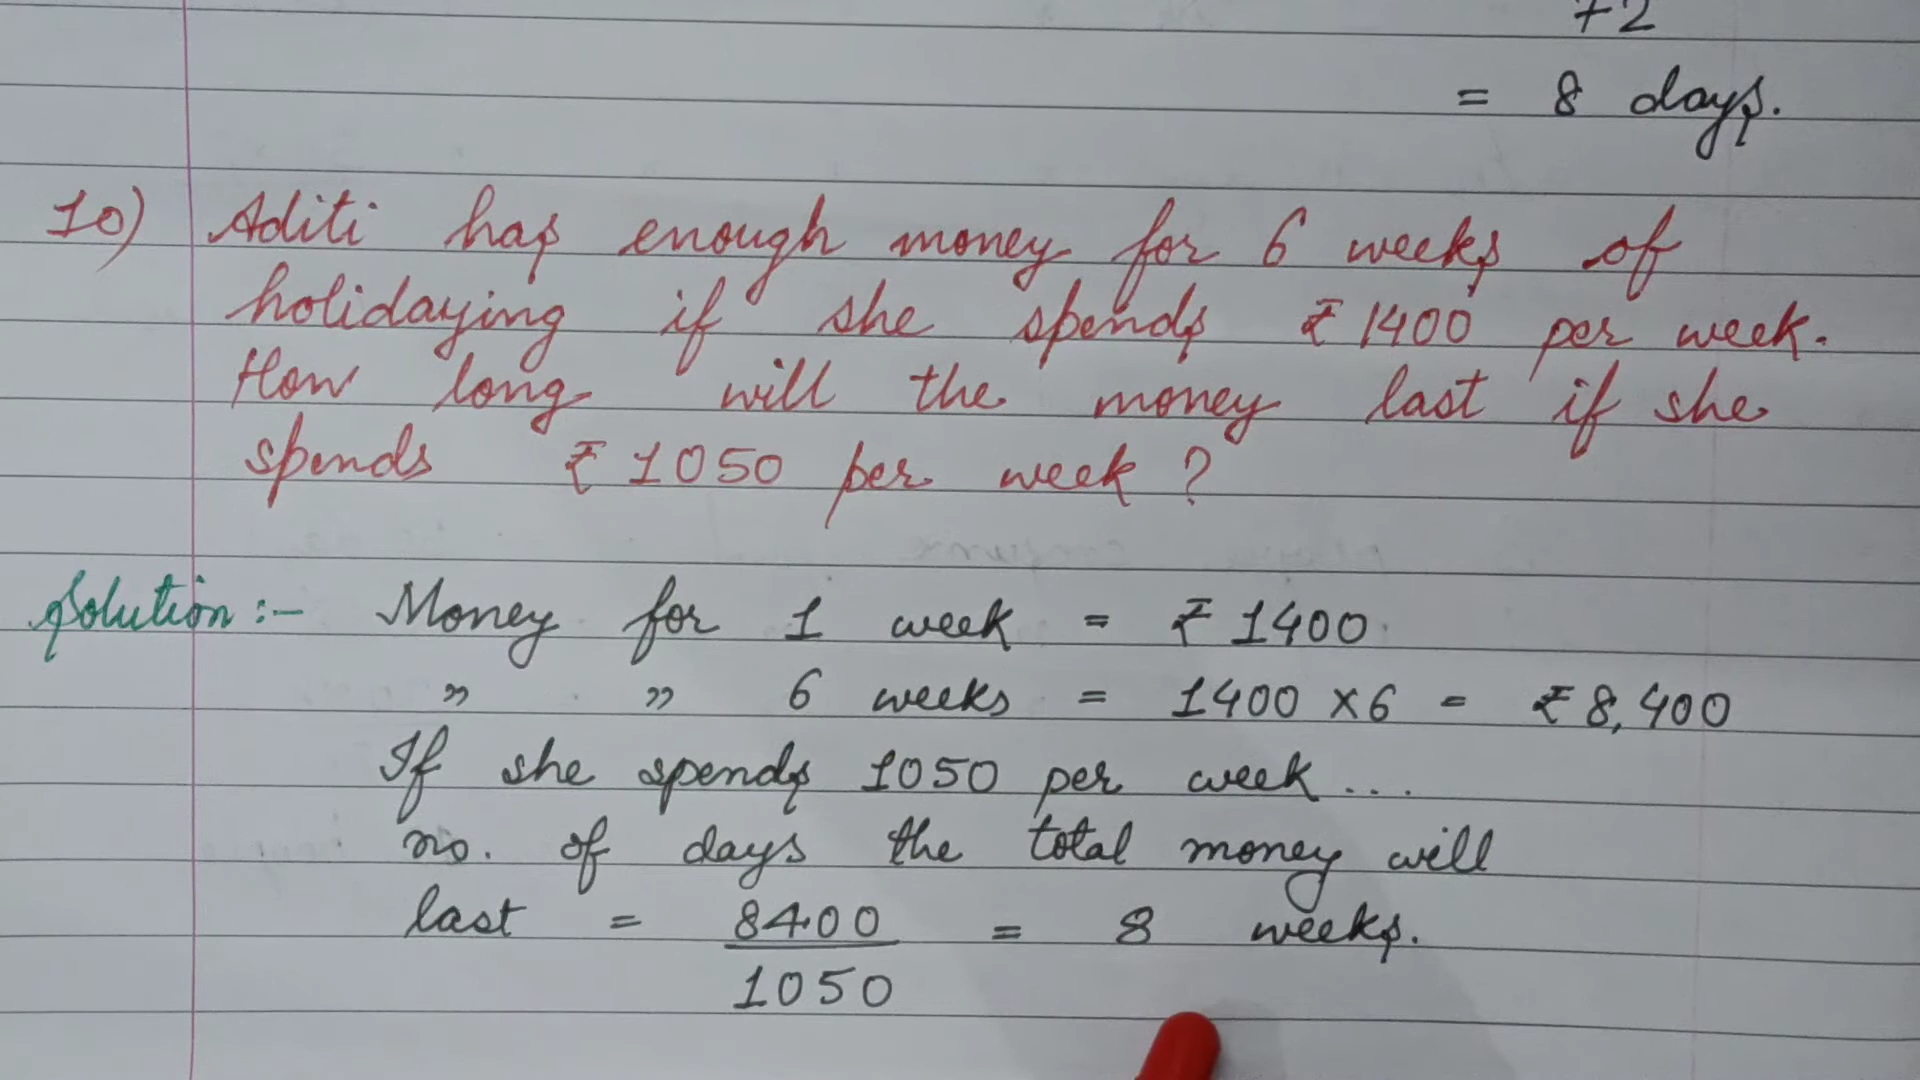 72
= 8 days.
10) Aditi has enough money for 6 weeks of
holidaying if she spends ₹ 1400 per week.
How long will the money last if she
spends ₹ 1050 per week ?
Solution :- Money for 1 week = ₹ 1400
" " 6 weeks = 1400 × 6 = ₹ 8,400
If she spends 1050 per week ...
no. of days the total money will
last = 8400 = 8 weeks.
1050